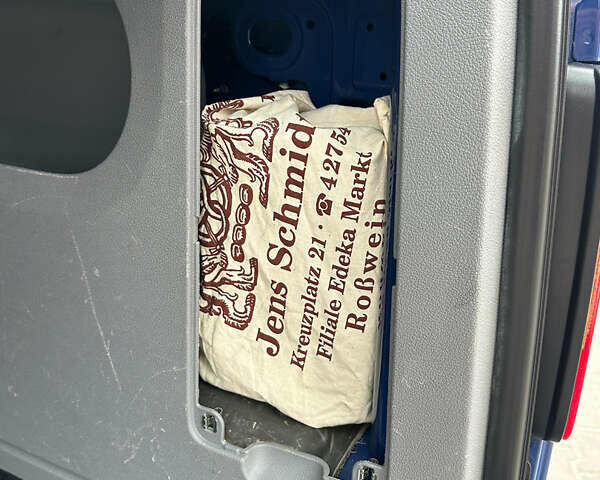 Jens Schmid
Kreuzplatz 21 · ☎ 42754
Filiale Edeka Markt
Roßwein